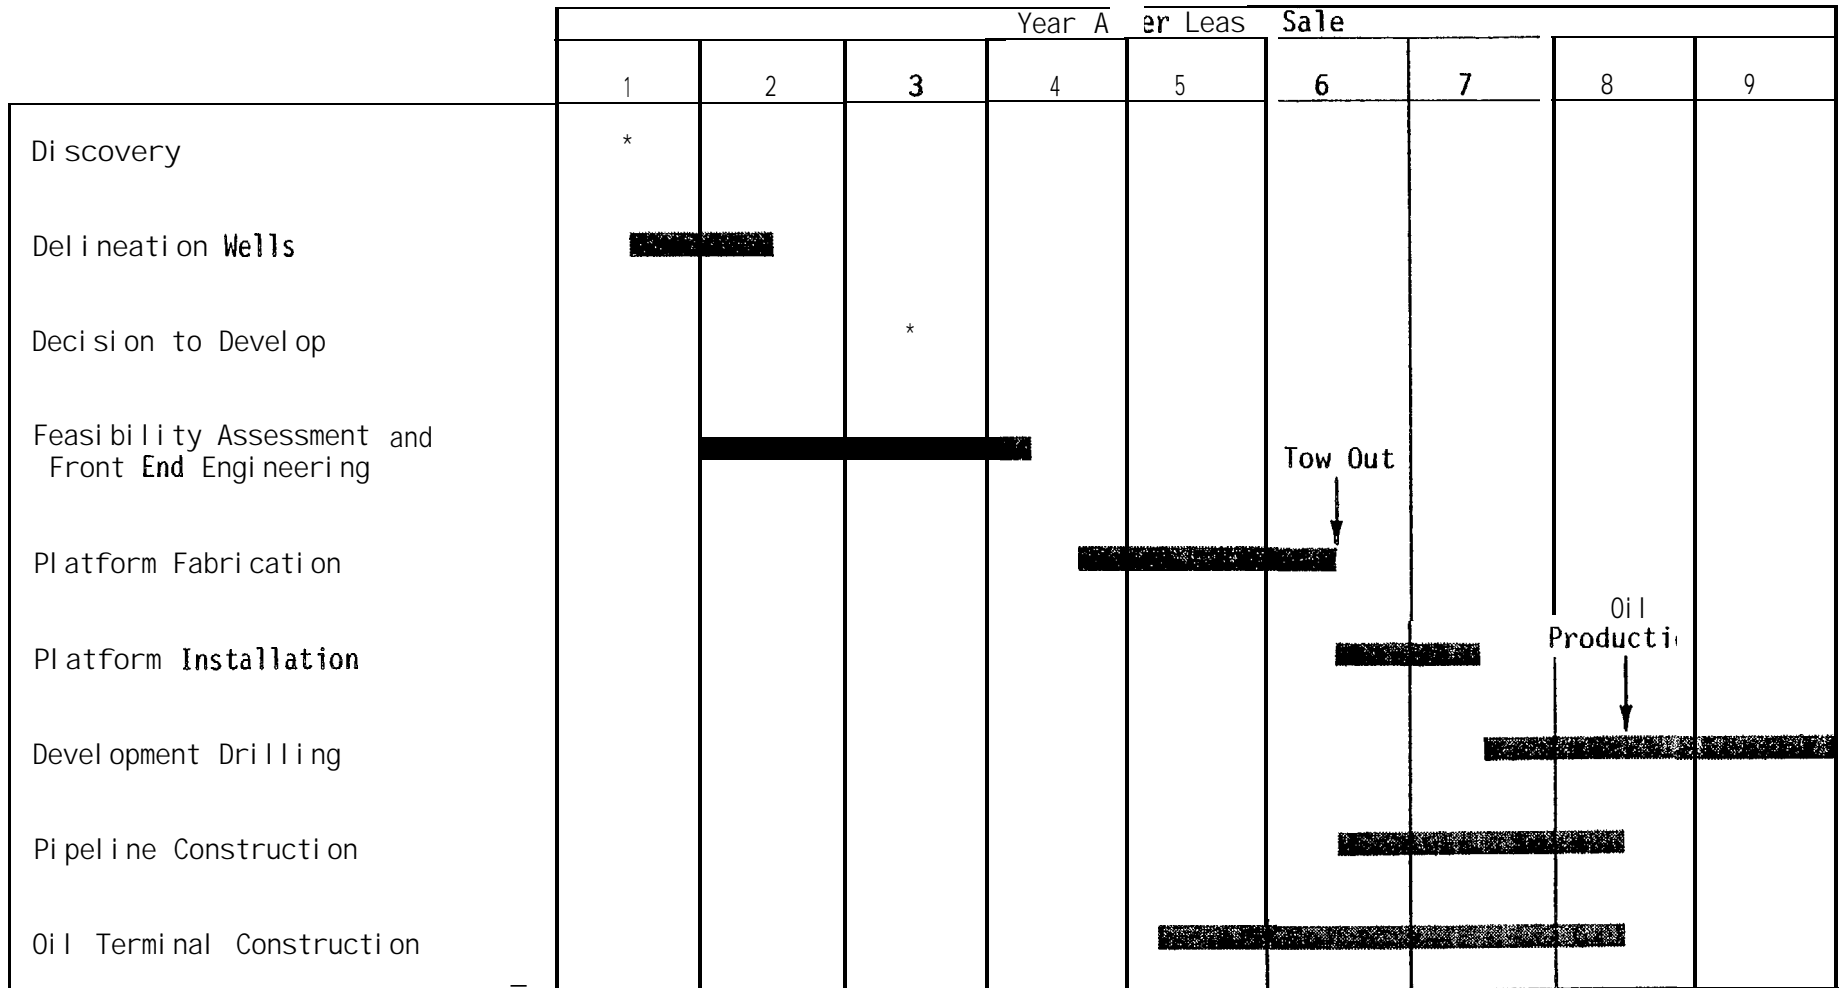 Year A er Leas Sale
1 2 3 4 5 6 7 8 9
Discovery *
Delineation Wells
Decision to Develop *
Feasibility Assessment and
Front End Engineering
Tow Out
Platform Fabrication
Oil
Producti
Platform Installation
Development Drilling
Pipeline Construction
Oil Terminal Construction